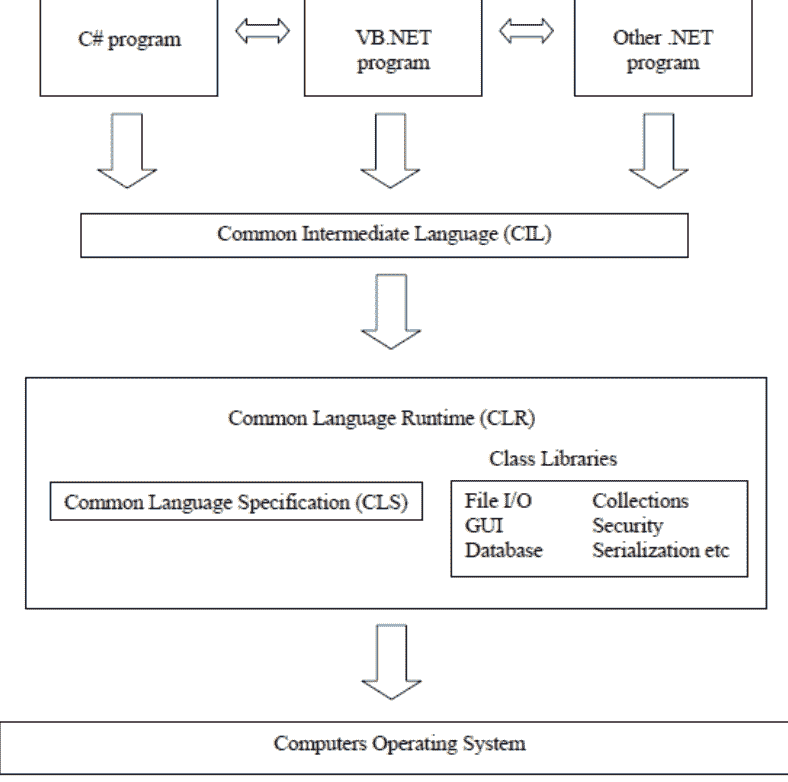 C# program
VB.NET
program
Other .NET
program
Common Intermediate Language (CIL)
Common Language Runtime (CLR)
Class Libraries
Common Language Specification (CLS)
File I/O Collections
GUI Security
Database Serialization etc
Computers Operating System